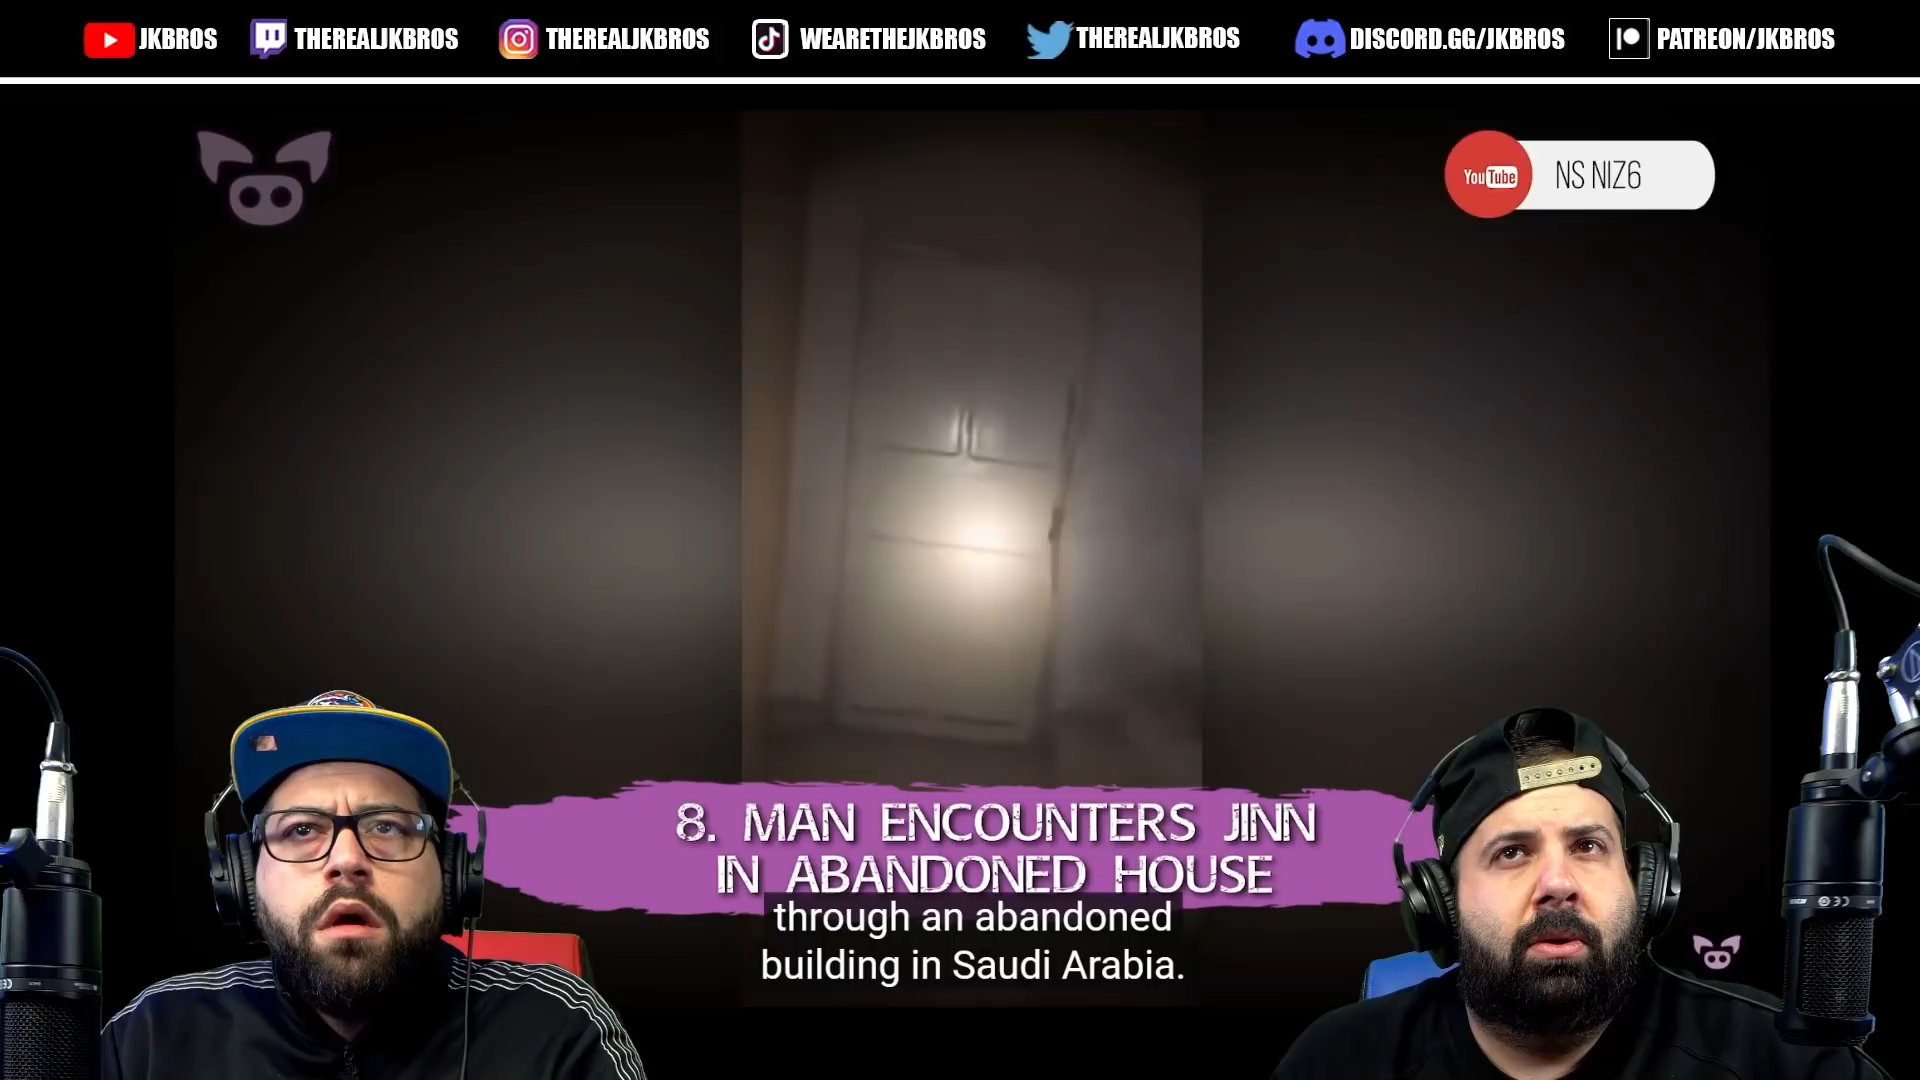 JKBROS
THEREALJKBROS
THEREALJKBROS
WEARETHEJKBROS
THEREALJKBROS
DISCORD.GG/JKBROS
PATREON/JKBROS
YouTube
NS NIZ6
8. MAN ENCOUNTERS JINN
IN ABANDONED HOUSE
through an abandoned
building in Saudi Arabia.